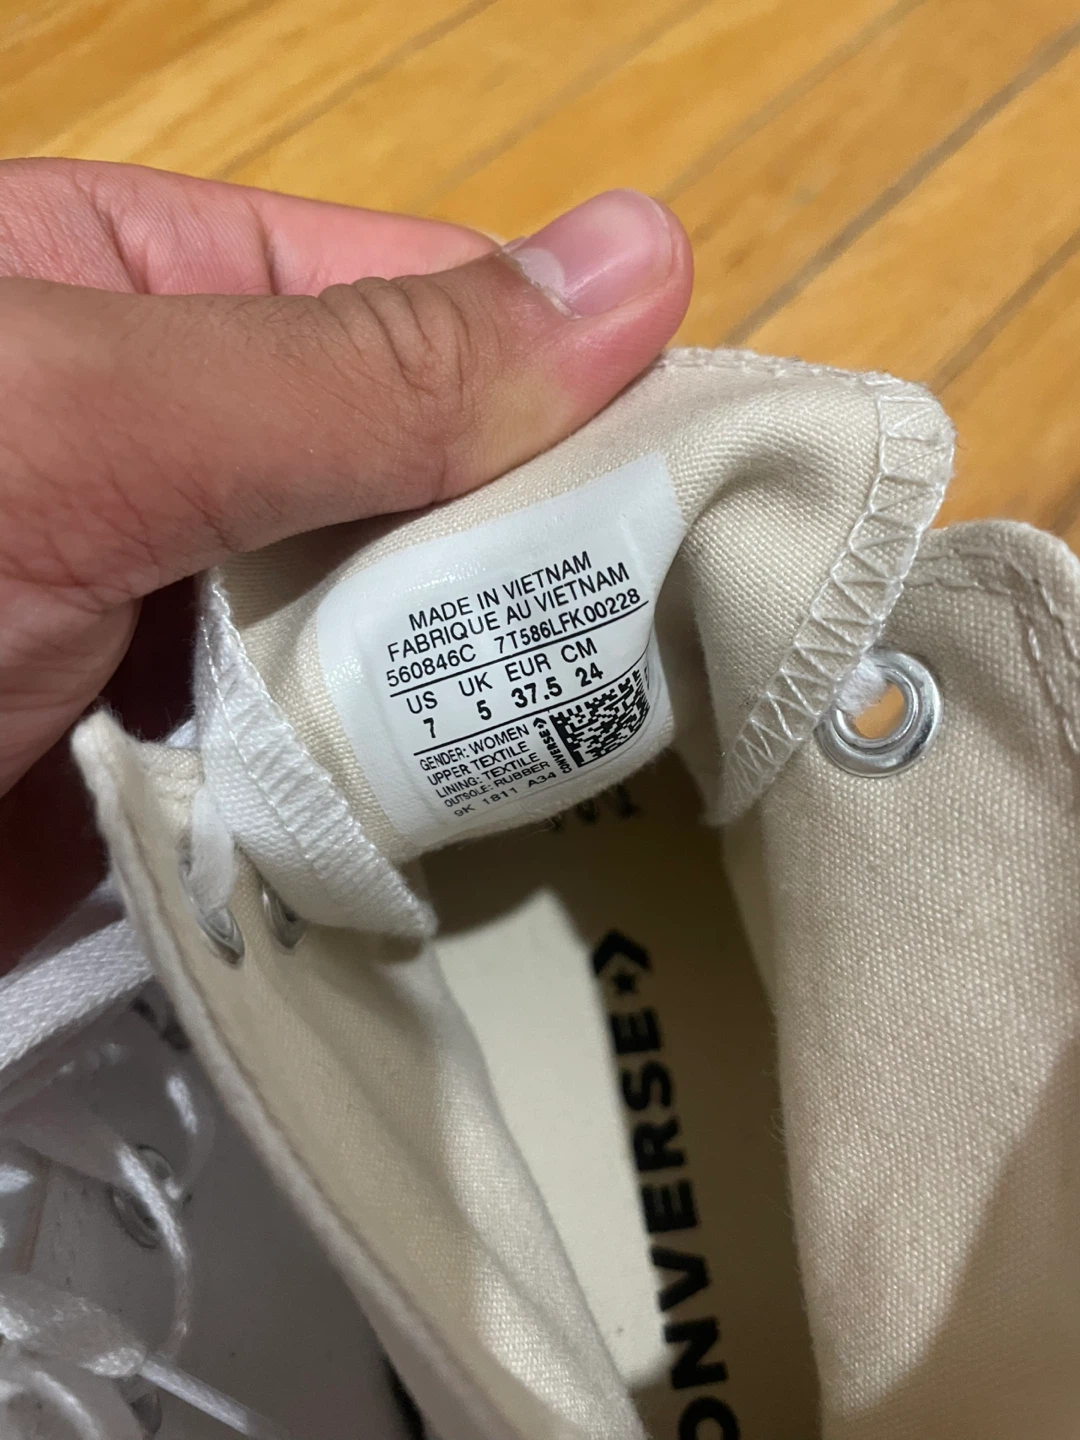 MADE IN VIETNAM
FABRIQUE AU VIETNAM
560846C 7T586LFK00228
US UK EUR CM
7 5 37.5 24
GENDER: WOMEN
UPPER TEXTILE
LINING: TEXTILE
OUTSOLE: RUBBER
9K 1811 A34
CONVERSE
CONVERSE